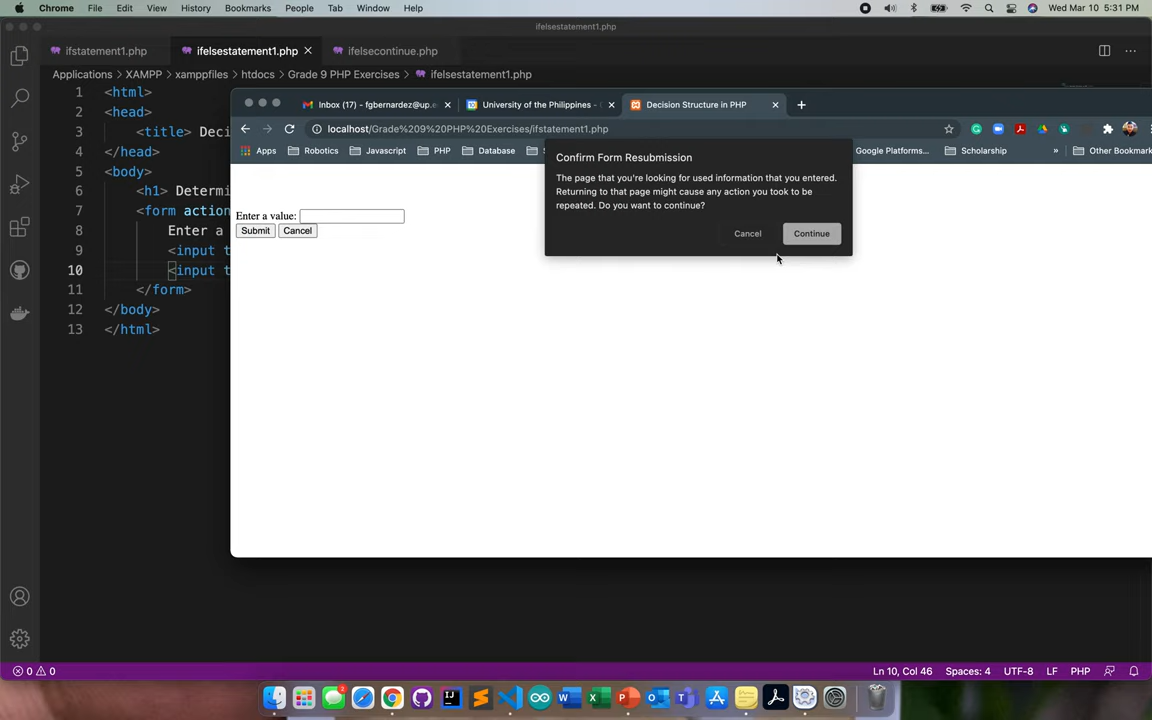 Chrome File Edit View History Bookmarks People Tab Window Help Wed Mar 10 5:31 PM
ifelsestatement1.php
ifstatement1.php ifelsestatement1.php ifelsecontinue.php
Applications > XAMPP > xamppfiles > htdocs > Grade 9 PHP Exercises > ifelsestatement1.php
1 <html>
2 <head>
3 <title> Deci
4 </head>
5 <body>
6 <h1> Determi
7 <form action
8 Enter a
9 <input t
10 <input t
11 </form>
12 </body>
13 </html>
Inbox (17) - fgbernardez@up.e University of the Philippines - Decision Structure in PHP
localhost/Grade%209%20PHP%20Exercises/ifstatement1.php
Apps Robotics Javascript PHP Database Google Platforms... Scholarship » Other Bookmark
Confirm Form Resubmission
The page that you're looking for used information that you entered.
Returning to that page might cause any action you took to be
repeated. Do you want to continue?
Cancel Continue
Enter a value:
Submit Cancel
0 0 Ln 10, Col 46 Spaces: 4 UTF-8 LF PHP